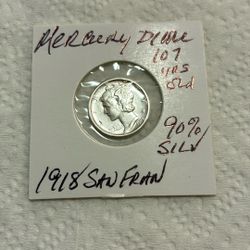 MERCURY DIME
107
YRS
OLD
90%
SILV
1918 SAN FRAN